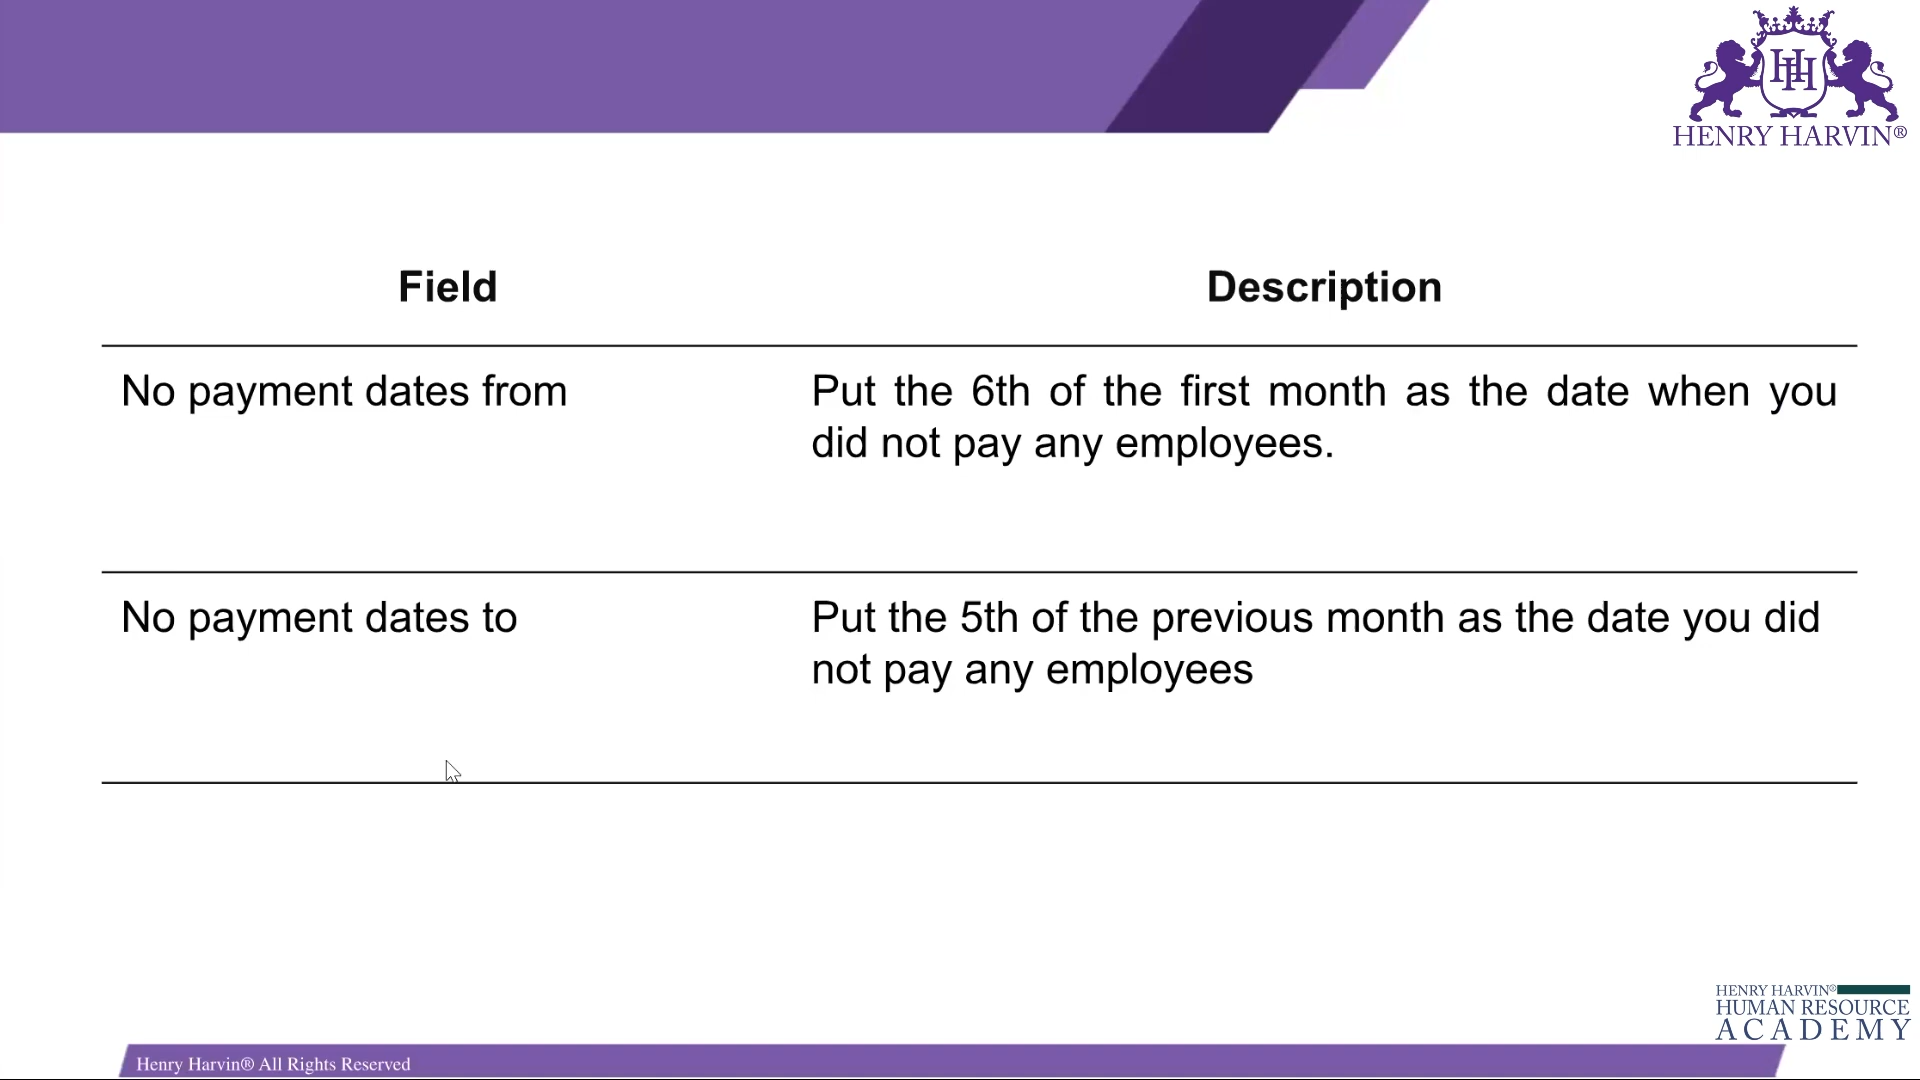 HH
HENRY HARVIN®
Field Description
No payment dates from
Put the 6th of the first month as the date when you
did not pay any employees.
No payment dates to
Put the 5th of the previous month as the date you did
not pay any employees
HENRY HARVIN®
HUMAN RESOURCE
ACADEMY
Henry Harvin® All Rights Reserved